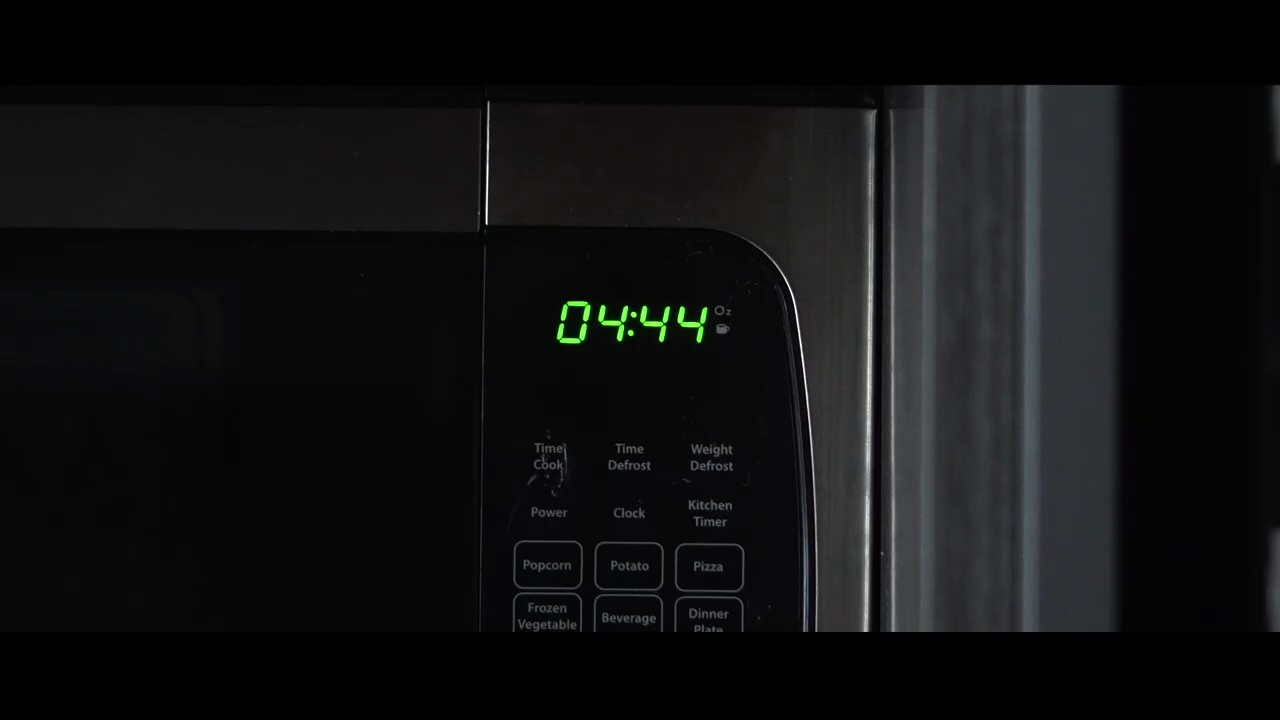 04:44
Oz
Time
Cook
Time
Defrost
Weight
Defrost
Power
Clock
Kitchen
Timer
Popcorn
Potato
Pizza
Frozen
Vegetable
Beverage
Dinner
Plate